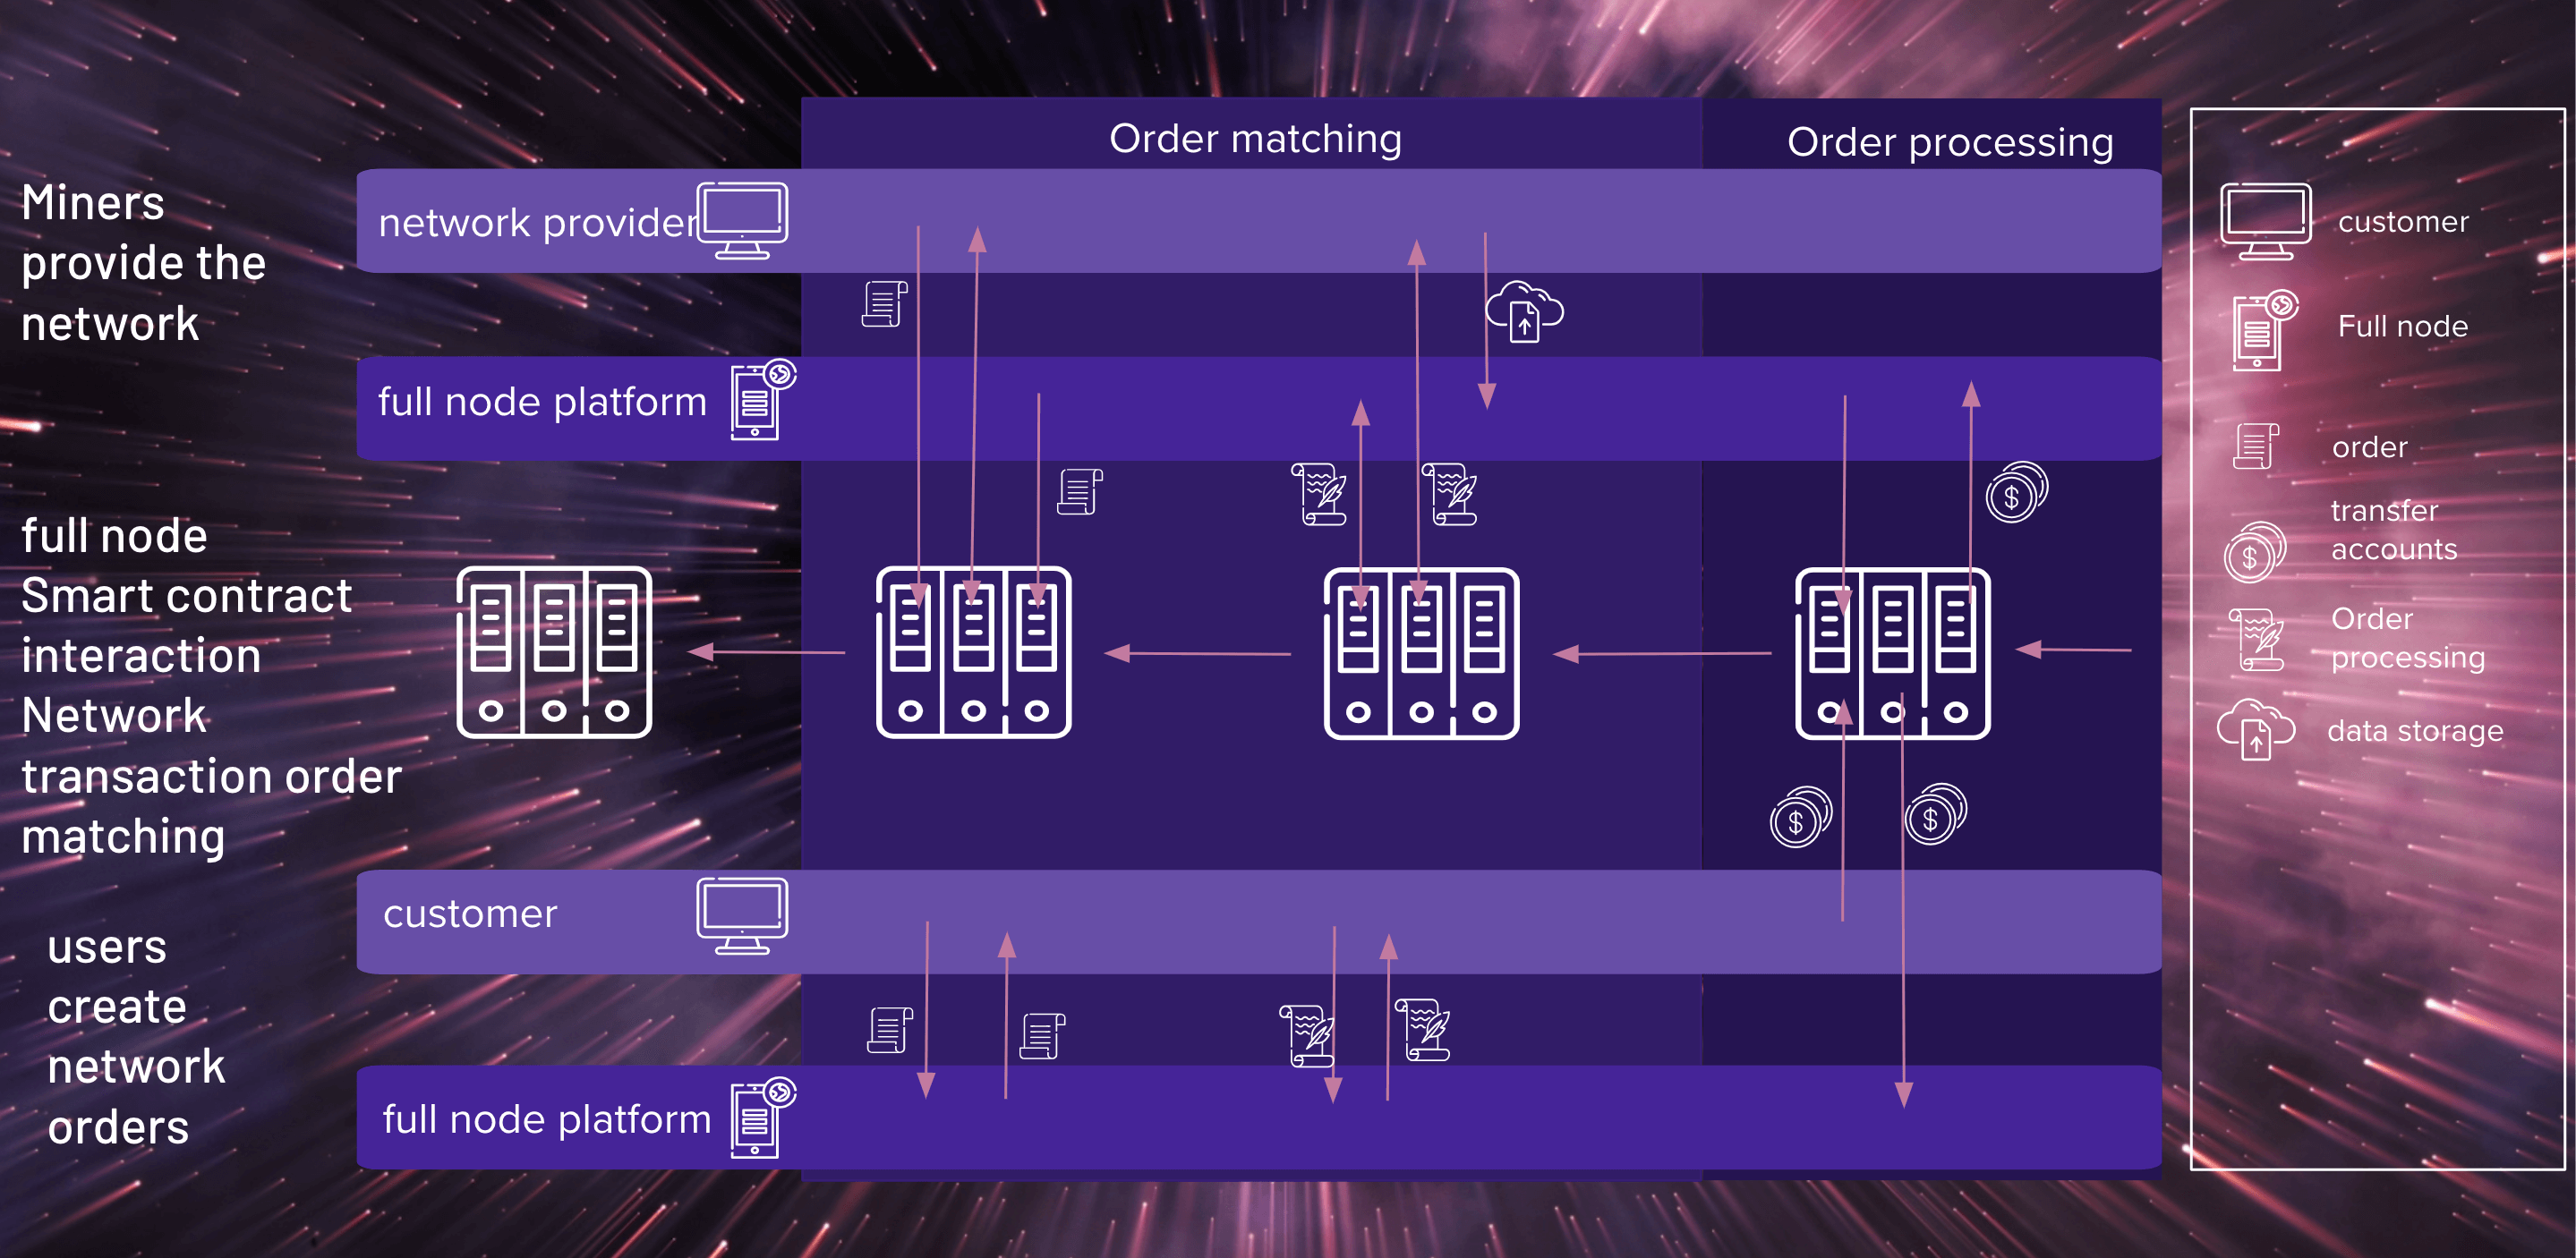 Order matching
Order processing
Miners
provide the
network
network provider
full node platform
full node
Smart contract
interaction
Network
transaction order
matching
customer
users
create
network
orders
full node platform
customer
Full node
order
transfer
accounts
Order
processing
data storage